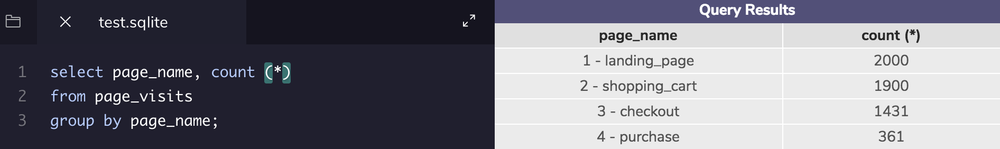 test.sqlite
1 select page_name, count (*)
2 from page_visits
3 group by page_name;
Query Results
page_name count (*)
1 - landing_page 2000
2 - shopping_cart 1900
3 - checkout 1431
4 - purchase 361